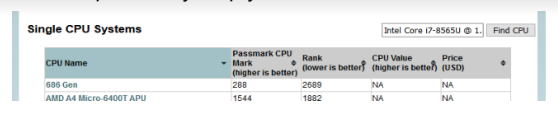 Single CPU Systems
Intel Core i7-8565U @ 1. Find CPU
CPU Name
Passmark CPU Mark (higher is better)
Rank (lower is better)
CPU Value (higher is better)
Price (USD)
686 Gen 288 2689 NA NA
AMD A4 Micro-6400T APU 1544 1882 NA NA